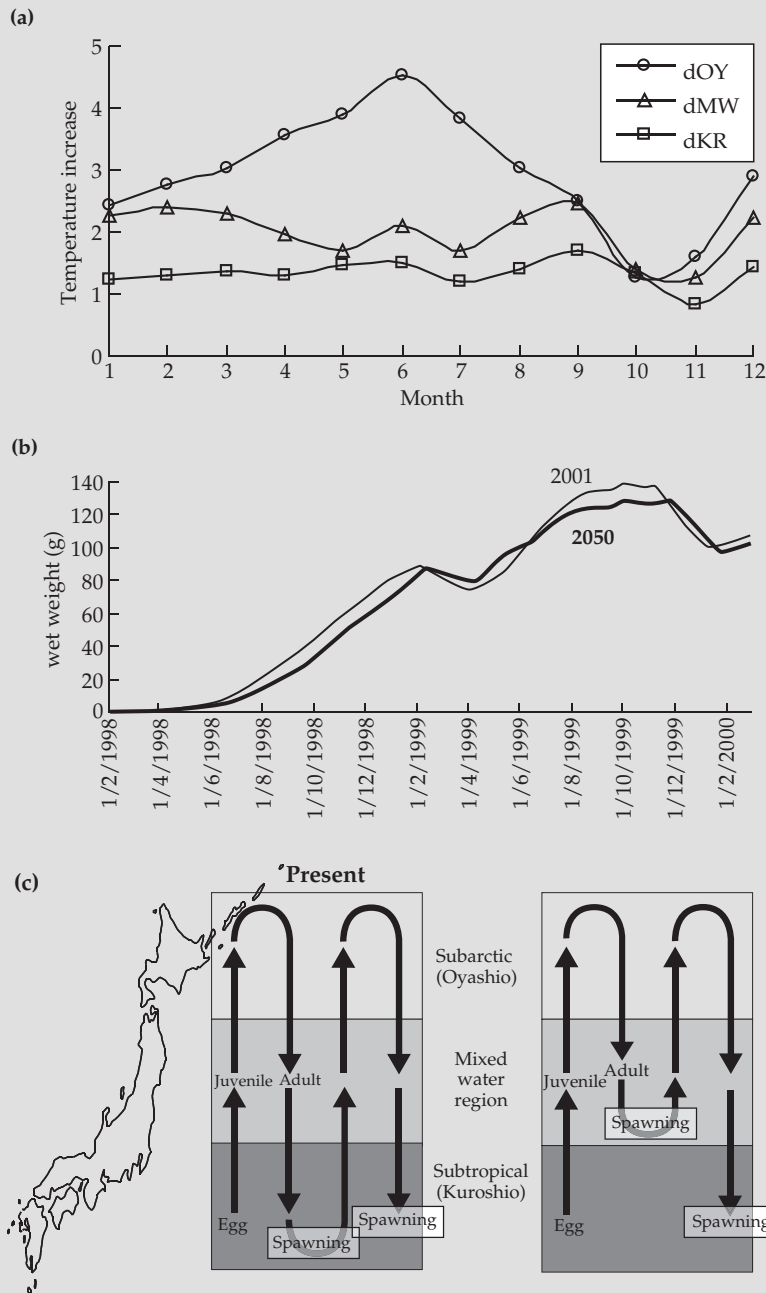 (a)
5
4
3
2
1
0
Temperature increase
dOY
dMW
dKR
1 2 3 4 5 6 7 8 9 10 11 12
Month
(b)
140
120
100
80
60
40
20
0
wet weight (g)
2001
2050
1/2/1998
1/4/1998
1/6/1998
1/8/1998
1/10/1998
1/12/1998
1/2/1999
1/4/1999
1/6/1999
1/8/1999
1/10/1999
1/12/1999
1/2/2000
(c)
Present
Subarctic
(Oyashio)
Mixed
water
region
Subtropical
(Kuroshio)
Juvenile
Adult
Egg
Spawning
Spawning
Juvenile
Adult
Spawning
Egg
Spawning